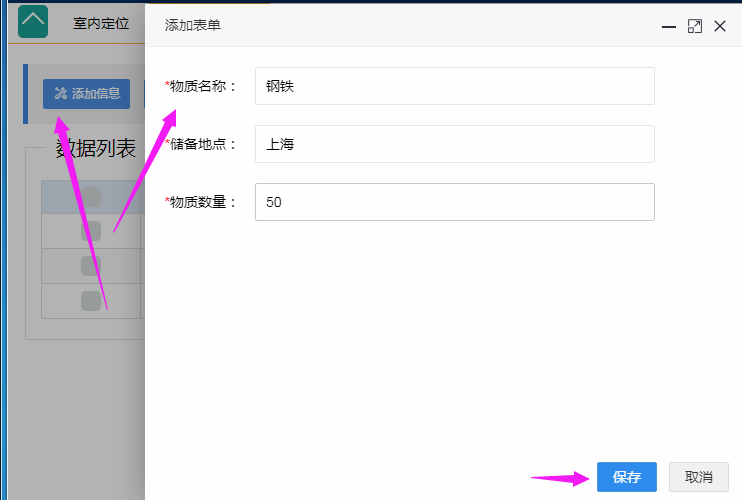 室内定位
添加表单
添加信息
*物质名称：
钢铁
*储备地点：
上海
数据列表
*物质数量：
50
保存
取消